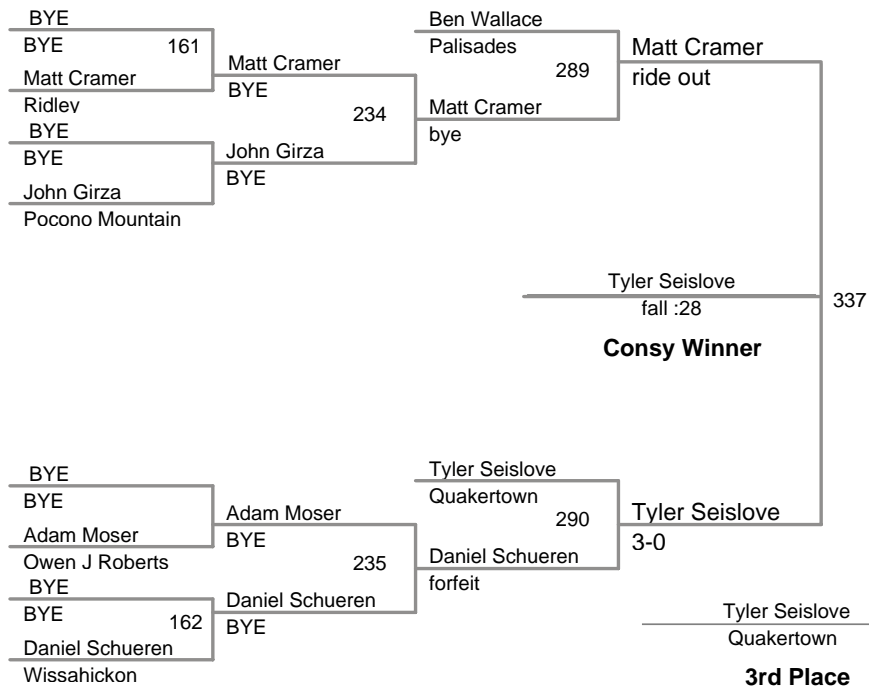 BYE
BYE
161
Matt Cramer
Ridley
BYE
BYE
John Girza
Pocono Mountain
Matt Cramer
BYE
234
John Girza
BYE
Ben Wallace
Palisades
289
Matt Cramer
bye
Matt Cramer
ride out
Tyler Seislove
fall :28
337
Consy Winner
BYE
BYE
Adam Moser
Owen J Roberts
BYE
BYE
162
Daniel Schueren
Wissahickon
Adam Moser
BYE
235
Daniel Schueren
BYE
Tyler Seislove
Quakertown
290
Daniel Schueren
forfeit
Tyler Seislove
3-0
Tyler Seislove
Quakertown
3rd Place